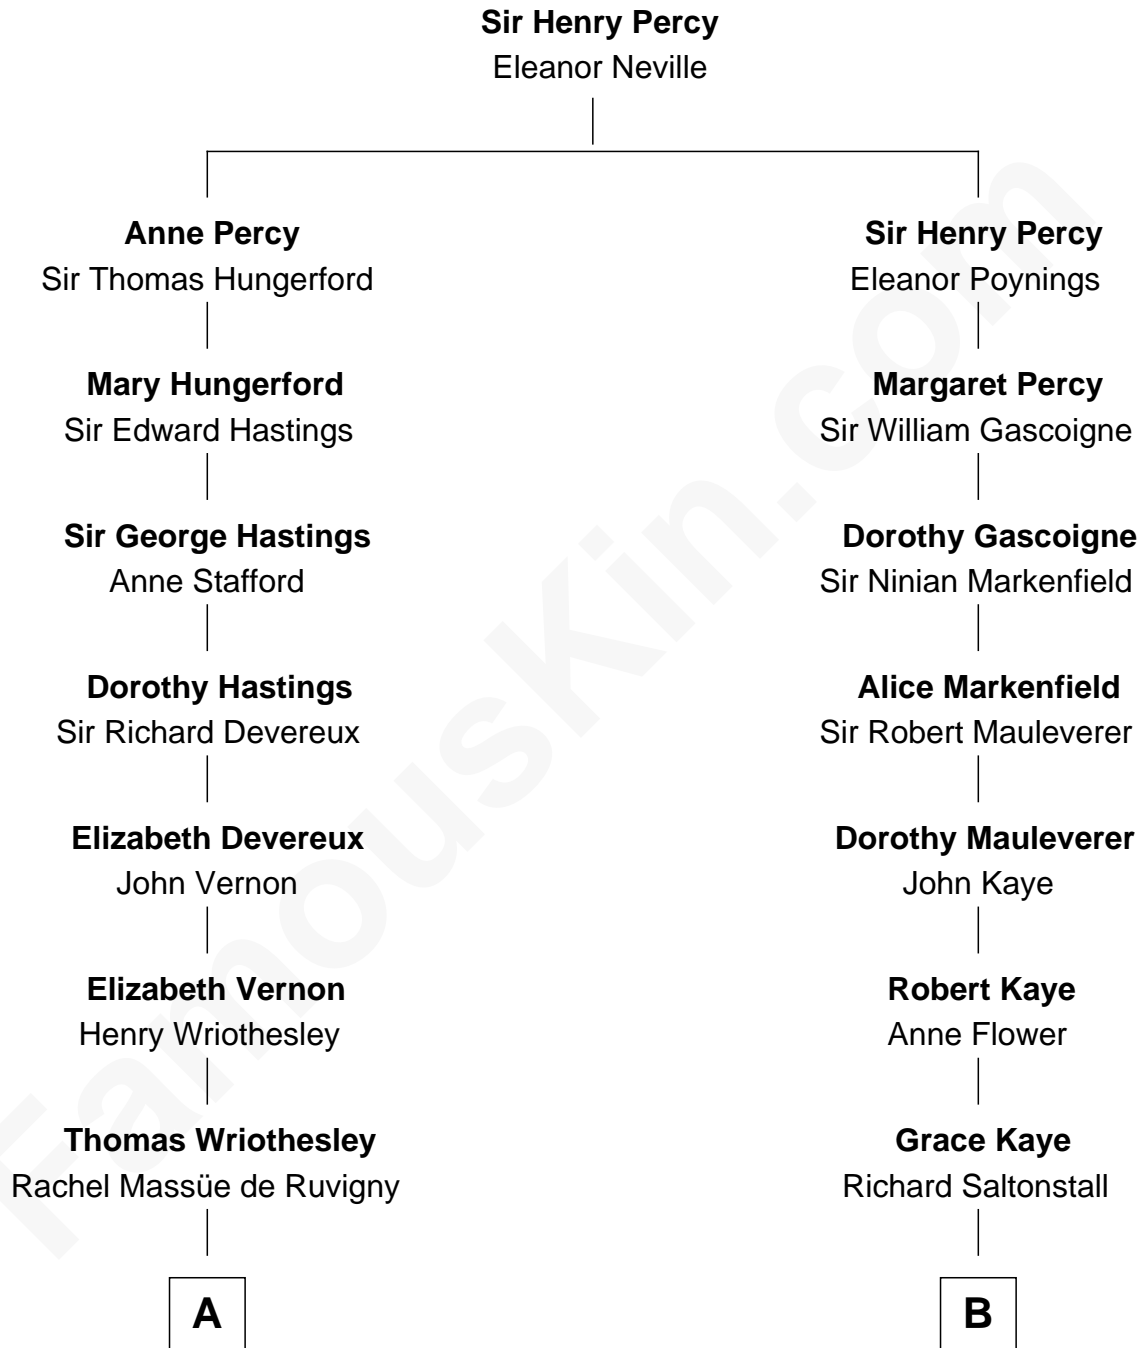 Sir Henry Percy
Eleanor Neville
Anne Percy
Sir Thomas Hungerford
Sir Henry Percy
Eleanor Poynings
Mary Hungerford
Sir Edward Hastings
Margaret Percy
Sir William Gascoigne
Sir George Hastings
Anne Stafford
Dorothy Gascoigne
Sir Ninian Markenfield
Dorothy Hastings
Sir Richard Devereux
Alice Markenfield
Sir Robert Mauleverer
Elizabeth Devereux
John Vernon
Dorothy Mauleverer
John Kaye
Elizabeth Vernon
Henry Wriothesley
Robert Kaye
Anne Flower
Thomas Wriothesley
Rachel Massüe de Ruvigny
Grace Kaye
Richard Saltonstall
A
B
FamousKin.com